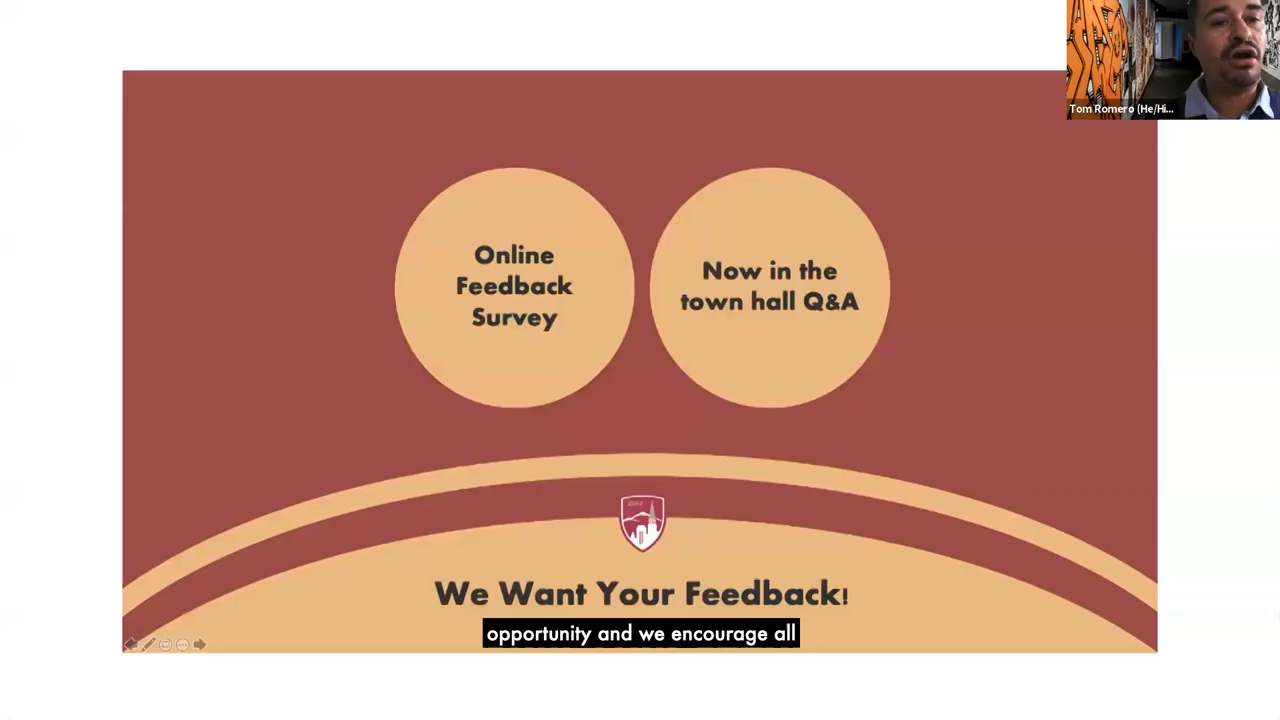 Tom Romero (He/Hi...
Online
Feedback
Survey
Now in the
town hall Q&A
We Want Your Feedback!
opportunity and we encourage all